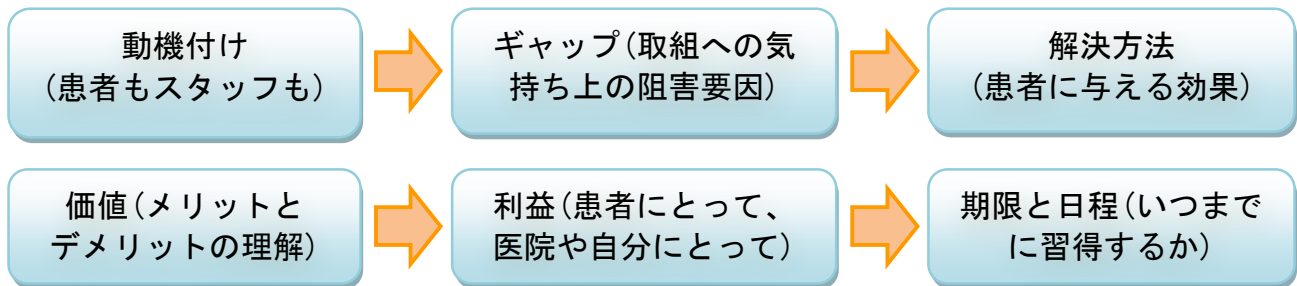 動機付け
(患者もスタッフも)
ギャップ(取組への気
持ち上の阻害要因)
解決方法
(患者に与える効果)
価値(メリットと
デメリットの理解)
利益(患者にとって、
医院や自分にとって)
期限と日程(いつまで
に習得するか)